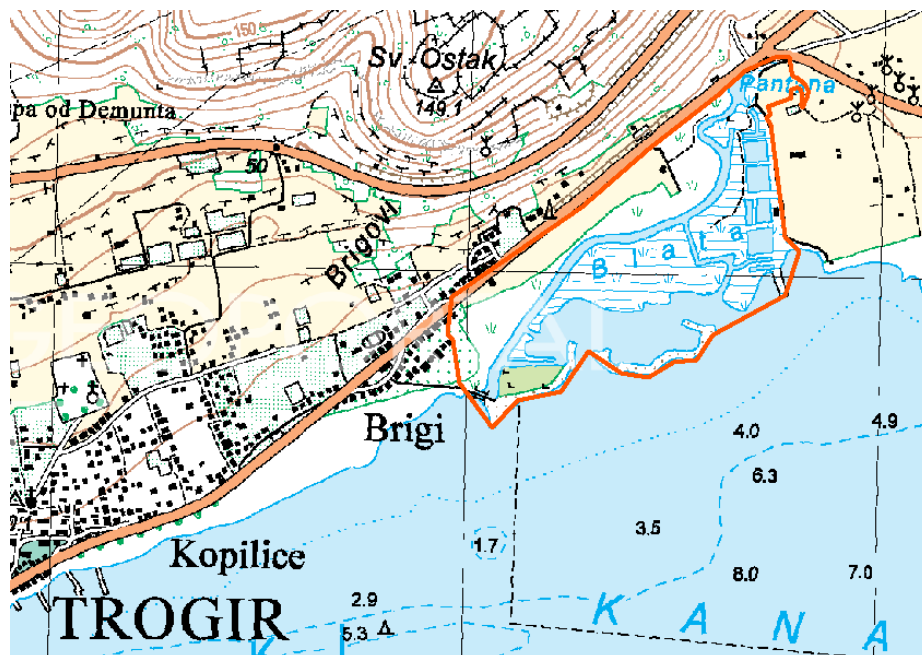 150
Sv. Ostak
149.1
Pantana
pa od Demunta
50
Brigovi
Blata
Brigi
4.0
4.9
6.3
3.5
1.7
Kopilice
8.0
7.0
2.9
TROGIR
5.3
K A N A